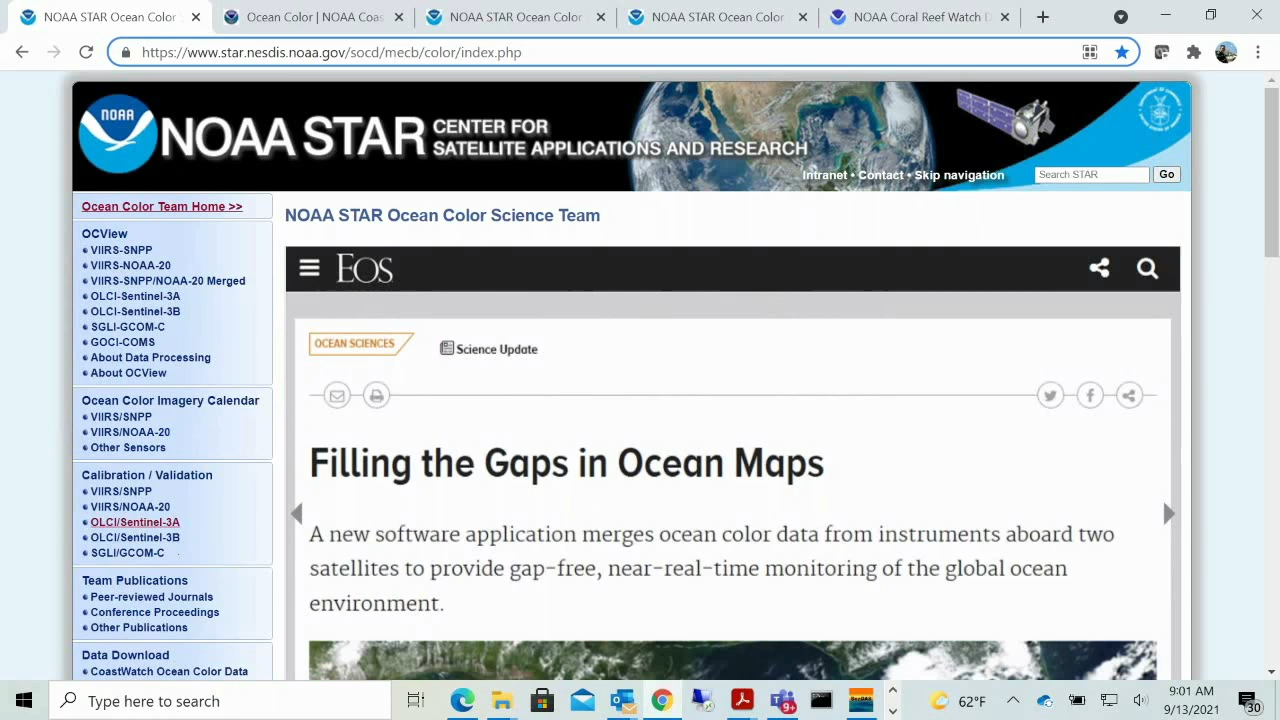 NOAA STAR Ocean Color
Ocean Color | NOAA Coas
NOAA STAR Ocean Color
NOAA STAR Ocean Color
NOAA Coral Reef Watch D
https://www.star.nesdis.noaa.gov/socd/mecb/color/index.php
NOAA
NOAA STAR CENTER FOR
SATELLITE APPLICATIONS AND RESEARCH
Intranet • Contact • Skip navigation
Search STAR
Go
Ocean Color Team Home >>
OCView
VIIRS-SNPP
VIIRS-NOAA-20
VIIRS-SNPP/NOAA-20 Merged
OLCI-Sentinel-3A
OLCI-Sentinel-3B
SGLI-GCOM-C
GOCI-COMS
About Data Processing
About OCView
Ocean Color Imagery Calendar
VIIRS/SNPP
VIIRS/NOAA-20
Other Sensors
Calibration / Validation
VIIRS/SNPP
VIIRS/NOAA-20
OLCI/Sentinel-3A
OLCI/Sentinel-3B
SGLI/GCOM-C
Team Publications
Peer-reviewed Journals
Conference Proceedings
Other Publications
Data Download
CoastWatch Ocean Color Data
NOAA STAR Ocean Color Science Team
Eos
OCEAN SCIENCES
Science Update
Filling the Gaps in Ocean Maps
A new software application merges ocean color data from instruments aboard two
satellites to provide gap-free, near-real-time monitoring of the global ocean
environment.
Type here to search
9+
62°F
9:01 AM
9/13/2021
30